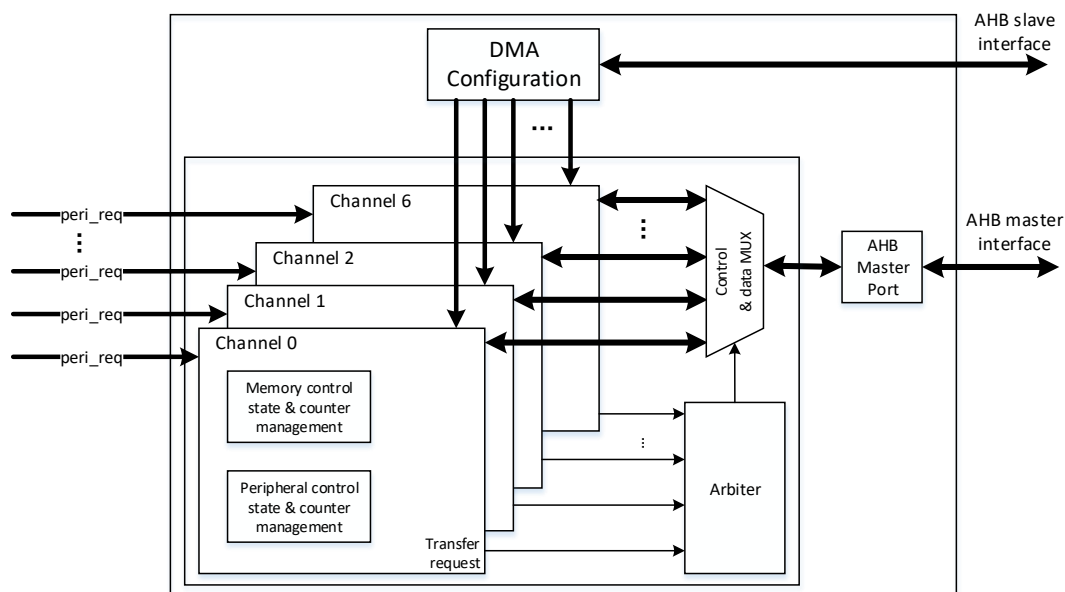 AHB slave
interface
DMA
Configuration
...
Channel 6
peri_req
...
...
AHB master
interface
Channel 2
peri_req
AHB
Master
Port
Control
& data MUX
Channel 1
peri_req
Channel 0
peri_req
Memory control
state & counter
management
...
Peripheral control
state & counter
management
Arbiter
Transfer
request